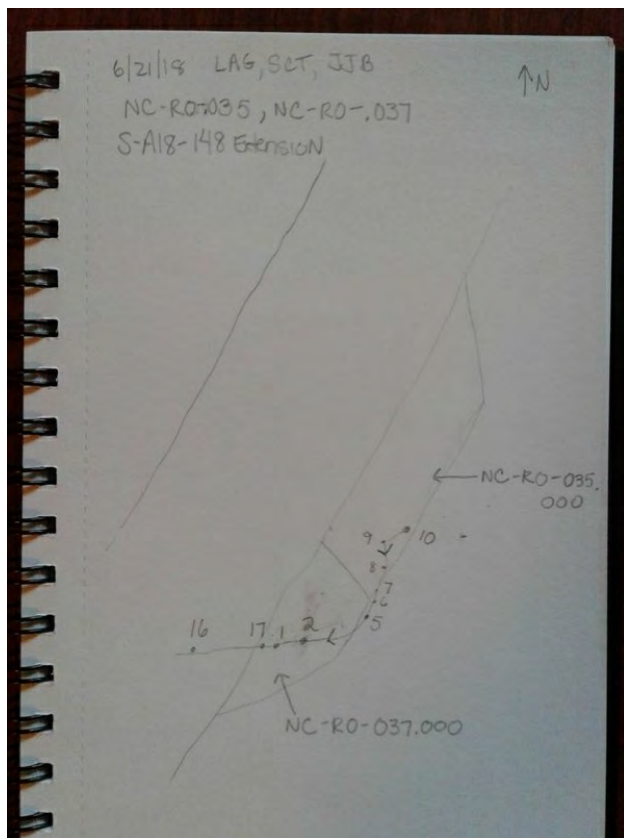 6/21/18 LAG, SCT, JJB
↑N
NC-RO-035, NC-RO-.037
S-A18-148 Extension
NC-RO-035.
000
9
10
8
7
6
5
16
17
1
2
NC-RO-037.000